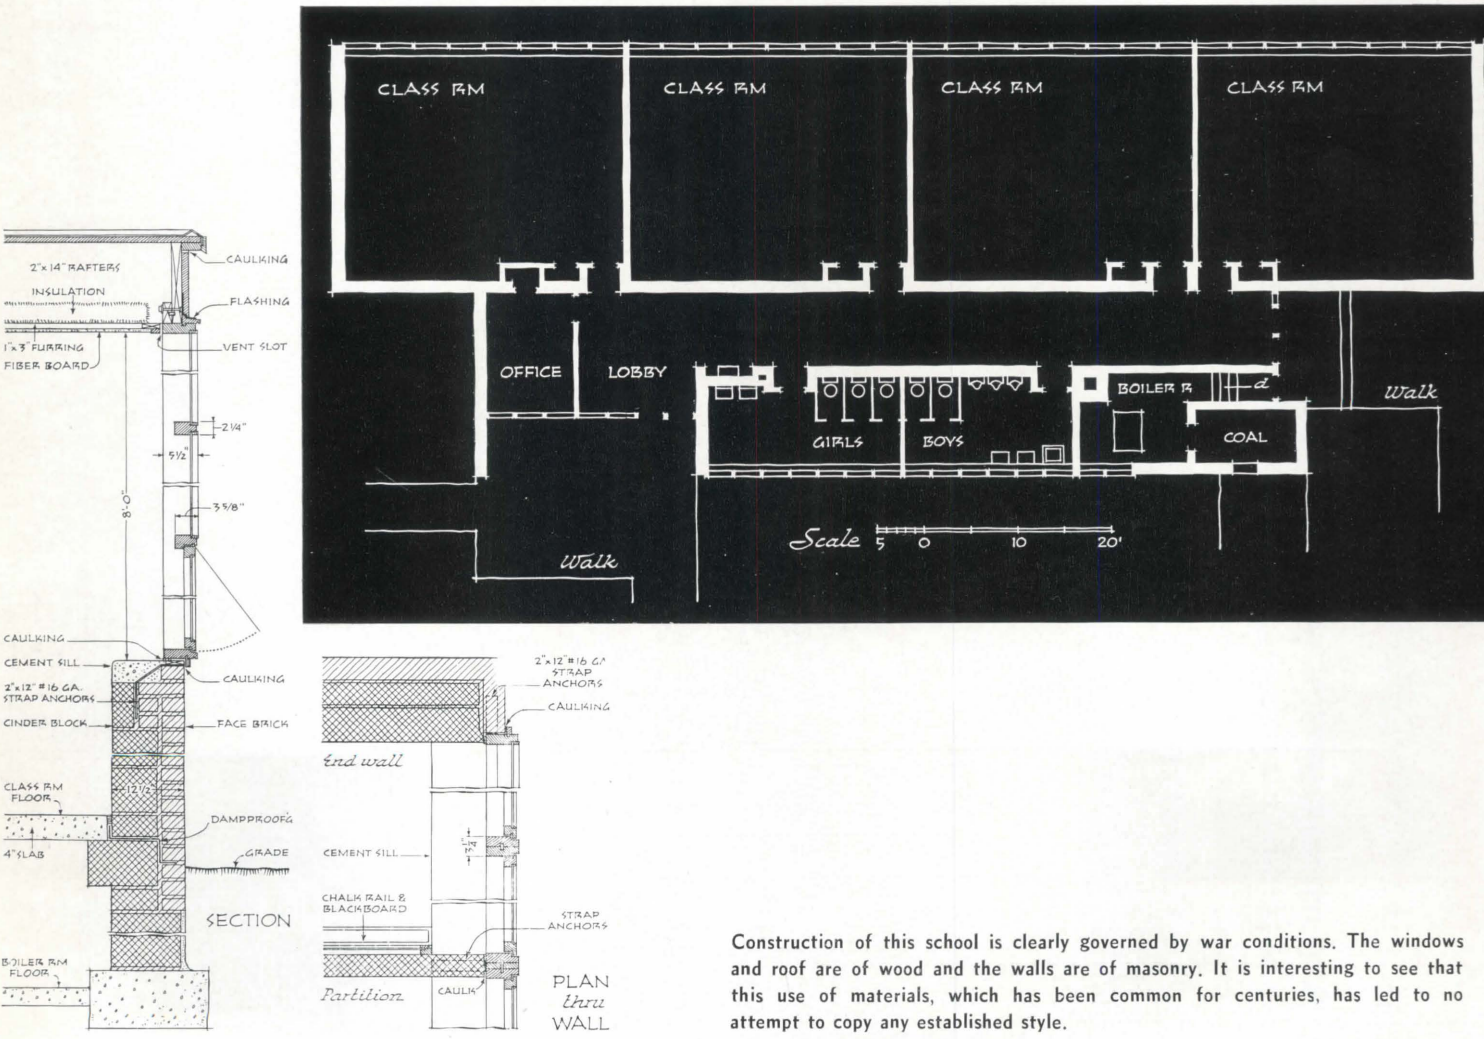 CLASS RM
CLASS RM
CLASS RM
CLASS RM
OFFICE
LOBBY
GIRLS
BOYS
BOILER R
d
COAL
Walk
Walk
Scale
5 0 10 20'
CAULKING
2"x14" RAFTERS
INSULATION
FLASHING
1"x3" FURRING
FIBER BOARD
VENT SLOT
2 1/4"
5 1/2"
3 5/8"
8'-0"
CAULKING
CEMENT SILL
CAULKING
2"x12" #16 GA.
STRAP ANCHORS
CINDER BLOCK
FACE BRICK
CLASS RM
FLOOR
12 1/2"
DAMPPROOF'G
4" SLAB
GRADE
SECTION
BOILER RM
FLOOR
2"x12" #16 GA
STRAP
ANCHORS
CAULKING
End wall
3 1/4"
CEMENT SILL
CHALK RAIL &
BLACKBOARD
STRAP
ANCHORS
Partition
CAULK
PLAN
thru
WALL
Construction of this school is clearly governed by war conditions. The windows
and roof are of wood and the walls are of masonry. It is interesting to see that
this use of materials, which has been common for centuries, has led to no
attempt to copy any established style.